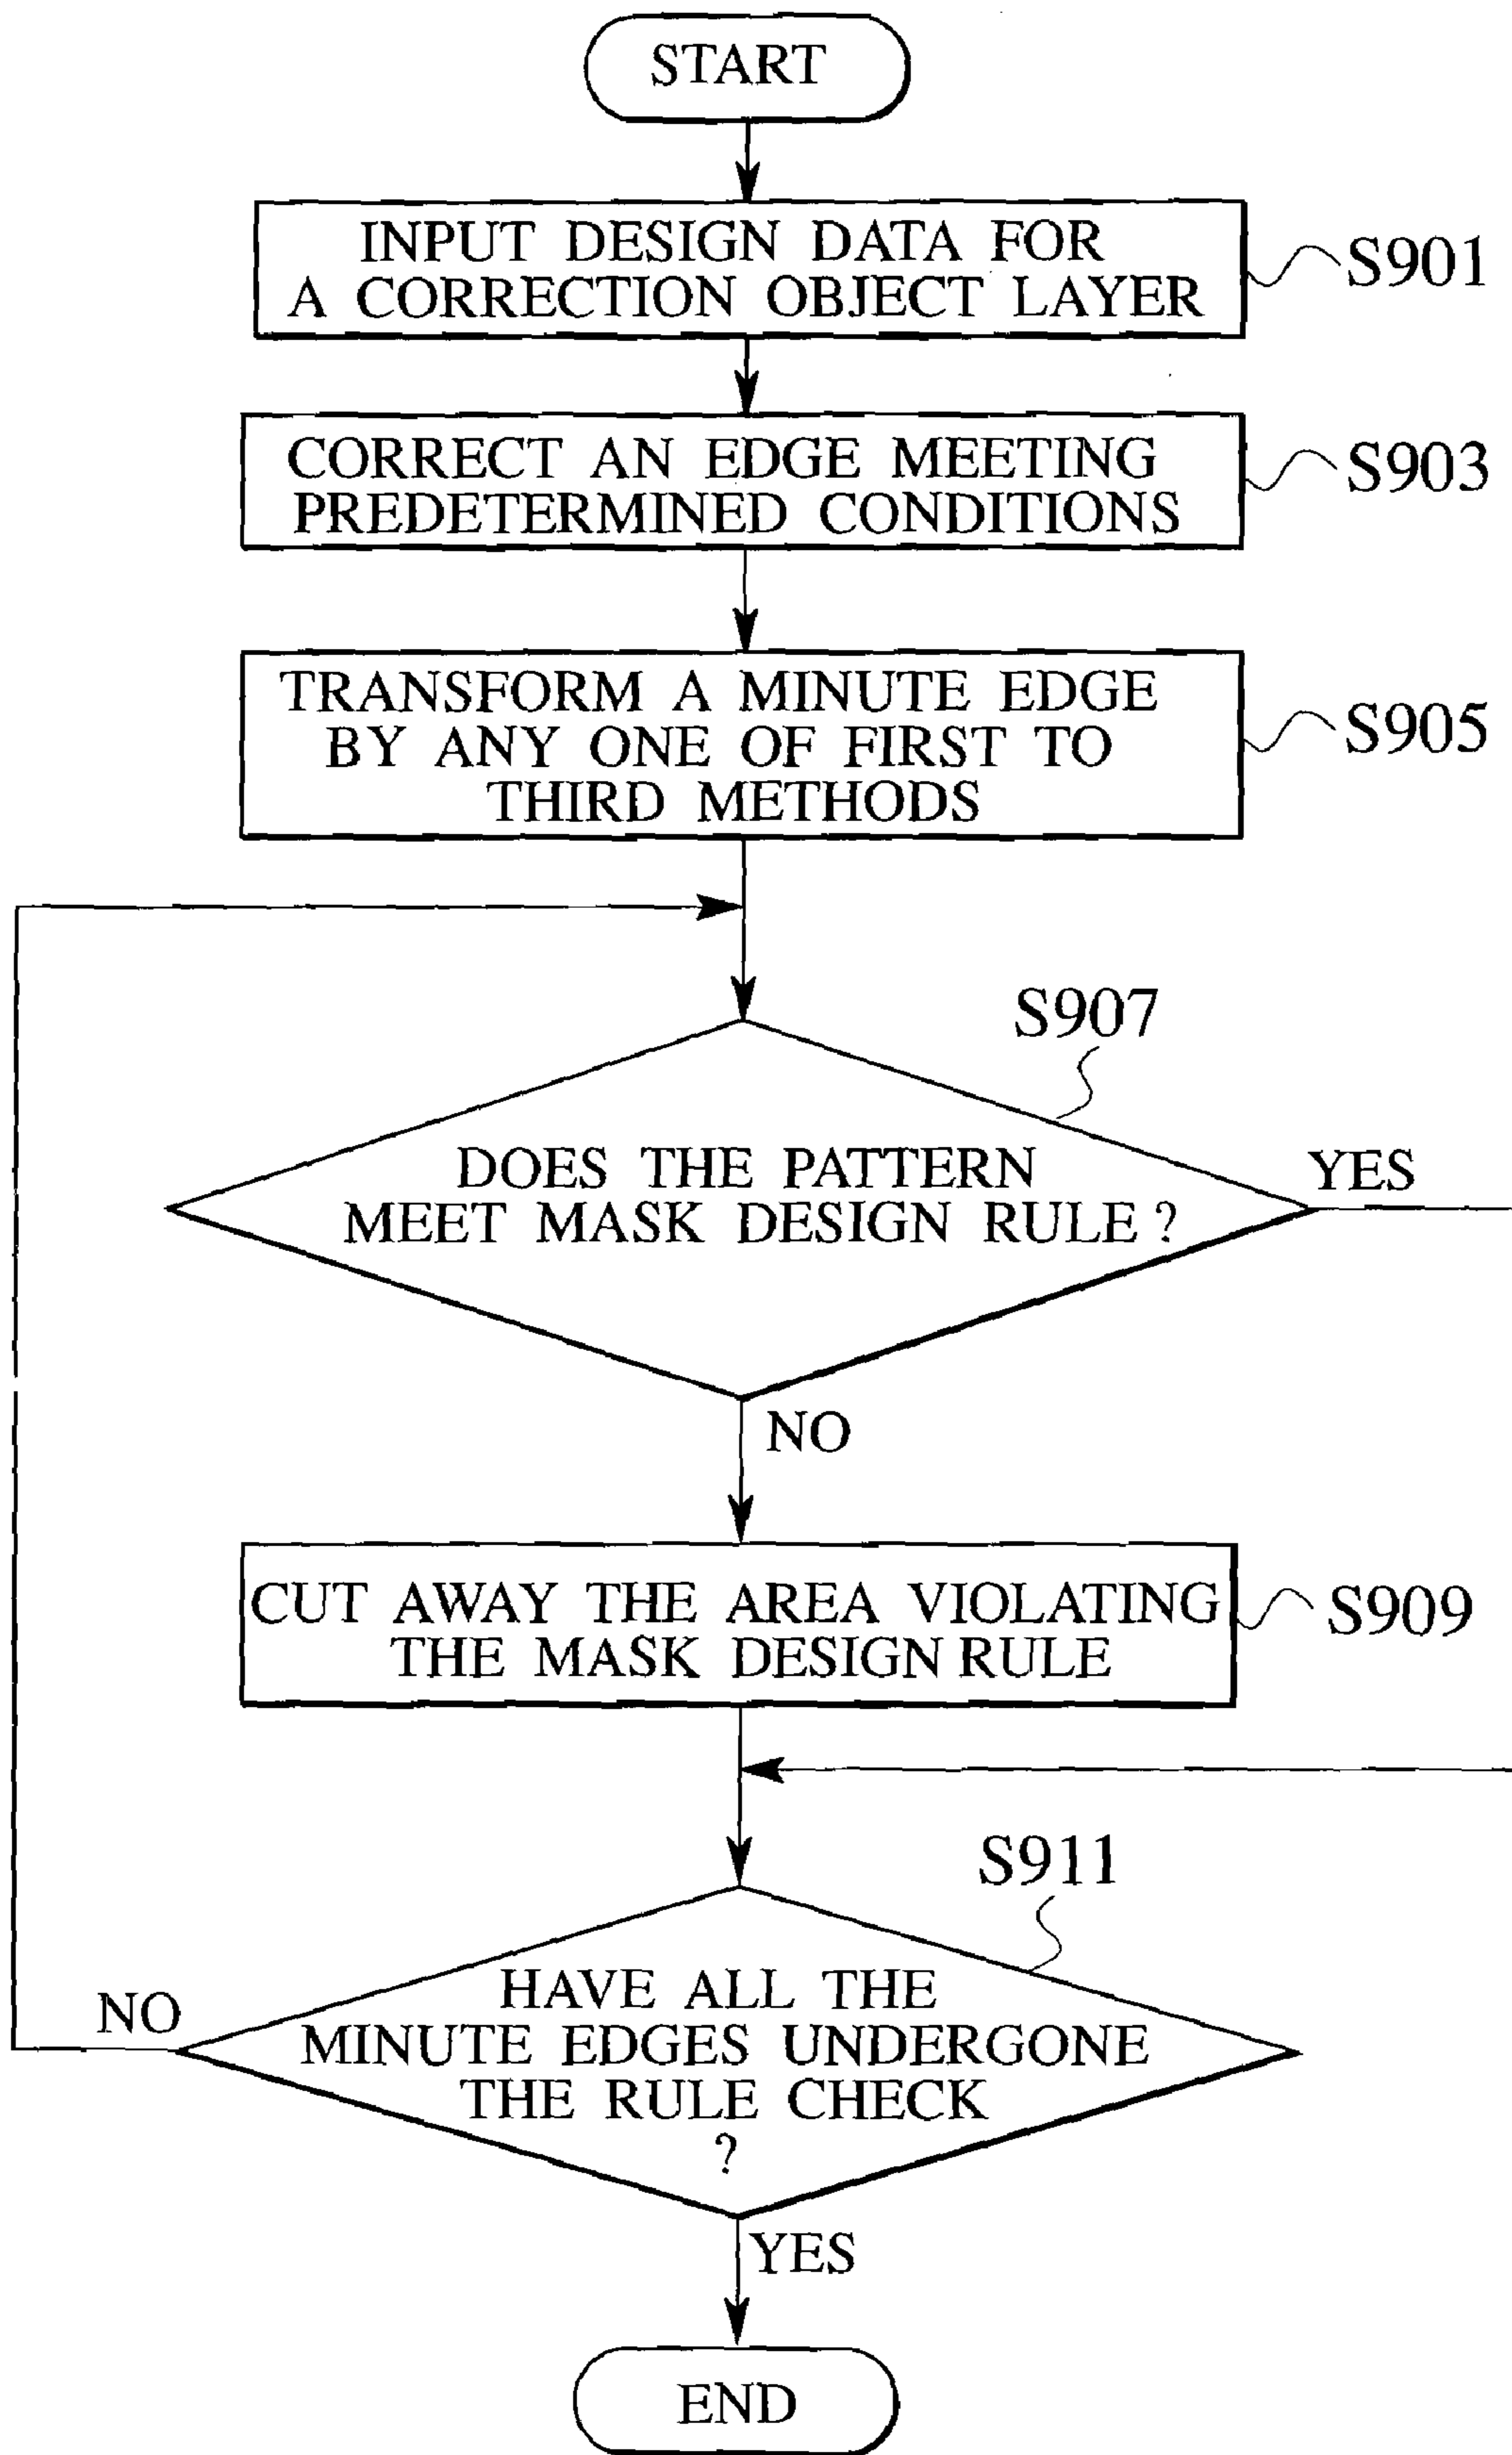 START
INPUT DESIGN DATA FOR
A CORRECTION OBJECT LAYER
S901
CORRECT AN EDGE MEETING
PREDETERMINED CONDITIONS
S903
TRANSFORM A MINUTE EDGE
BY ANY ONE OF FIRST TO
THIRD METHODS
S905
S907
DOES THE PATTERN
MEET MASK DESIGN RULE ?
YES
NO
CUT AWAY THE AREA VIOLATING
THE MASK DESIGN RULE
S909
S911
HAVE ALL THE
MINUTE EDGES UNDERGONE
THE RULE CHECK
?
NO
YES
END